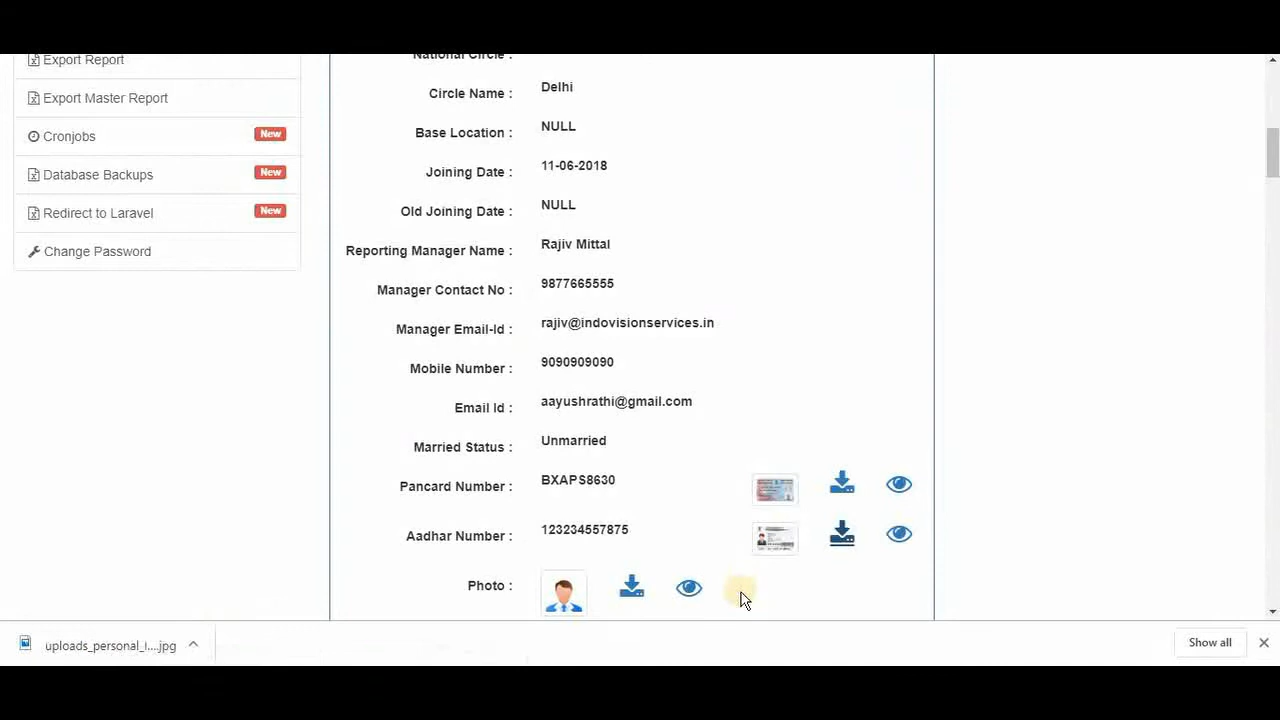 National Circle :
Export Report
Circle Name : Delhi
Export Master Report
Base Location : NULL
Cronjobs New
Joining Date : 11-06-2018
Database Backups New
Old Joining Date : NULL
Redirect to Laravel New
Reporting Manager Name : Rajiv Mittal
Change Password
Manager Contact No : 9877665555
Manager Email-Id : rajiv@indovisionservices.in
Mobile Number : 9090909090
Email Id : aayushrathi@gmail.com
Married Status : Unmarried
Pancard Number : BXAPS8630
Aadhar Number : 123234557875
Photo :
uploads_personal_i....jpg
Show all